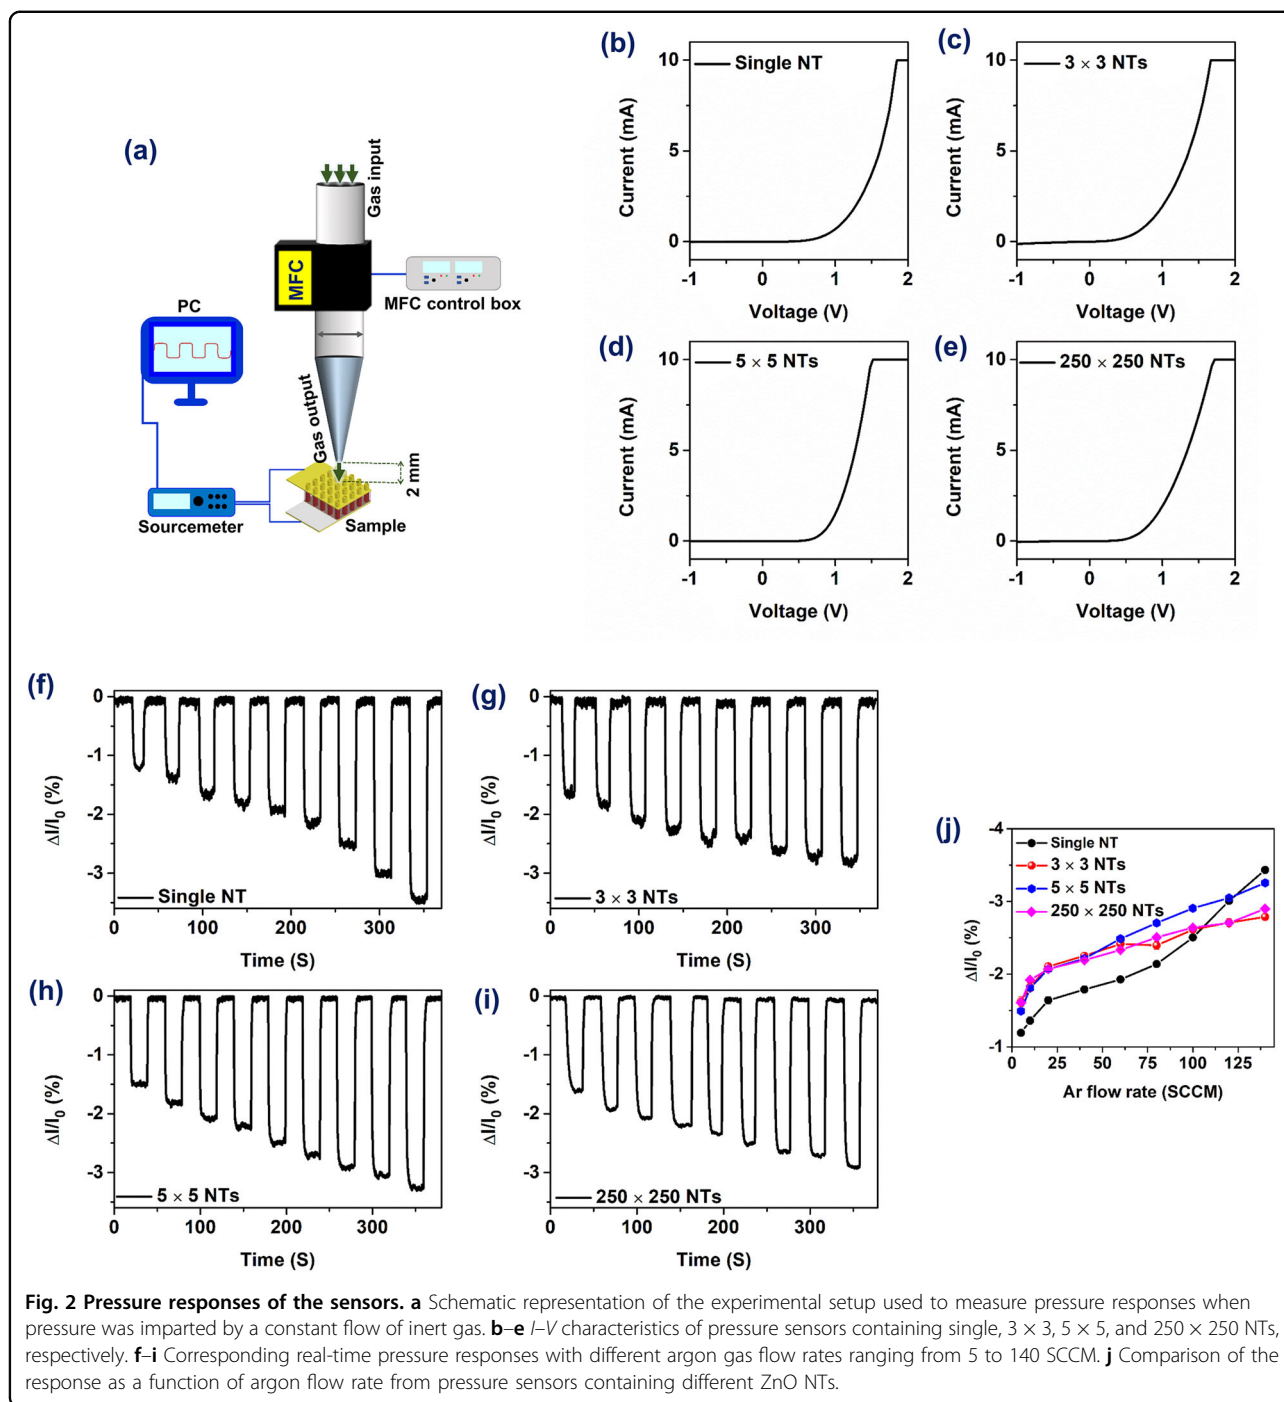 (a)
Gas input
MFC
MFC control box
PC
Gas output
2 mm
Sourcemeter
Sample
(b)
Single NT
Current (mA)
10
5
0
-1 0 1 2
Voltage (V)
(c)
3 × 3 NTs
Current (mA)
10
5
0
-1 0 1 2
Voltage (V)
(d)
5 × 5 NTs
Current (mA)
10
5
0
-1 0 1 2
Voltage (V)
(e)
250 × 250 NTs
Current (mA)
10
5
0
-1 0 1 2
Voltage (V)
(f)
ΔI/I₀ (%)
0
-1
-2
-3
Single NT
0 100 200 300
Time (S)
(g)
ΔI/I₀ (%)
0
-1
-2
-3
3 × 3 NTs
0 100 200 300
Time (S)
(h)
ΔI/I₀ (%)
0
-1
-2
-3
5 × 5 NTs
0 100 200 300
Time (S)
(i)
ΔI/I₀ (%)
0
-1
-2
-3
250 × 250 NTs
0 100 200 300
Time (S)
(j)
ΔI/I₀ (%)
-4
-3
-2
-1
Single NT
3 × 3 NTs
5 × 5 NTs
250 × 250 NTs
0 25 50 75 100 125
Ar flow rate (SCCM)
Fig. 2 Pressure responses of the sensors. a Schematic representation of the experimental setup used to measure pressure responses when
pressure was imparted by a constant flow of inert gas. b–e I–V characteristics of pressure sensors containing single, 3 × 3, 5 × 5, and 250 × 250 NTs,
respectively. f–i Corresponding real-time pressure responses with different argon gas flow rates ranging from 5 to 140 SCCM. j Comparison of the
response as a function of argon flow rate from pressure sensors containing different ZnO NTs.